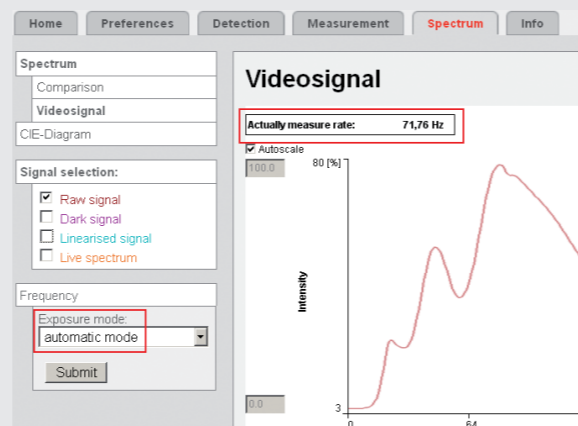 Home Preferences Detection Measurement Spectrum Info
Spectrum
Comparison
Videosignal
CIE-Diagram
Signal selection:
Raw signal
Dark signal
Linearised signal
Live spectrum
Frequency
Exposure mode:
automatic mode
Submit
Videosignal
Actually measure rate: 71,76 Hz
Autoscale
100.0
80 [%]
Intensity
0.0
3
0
64